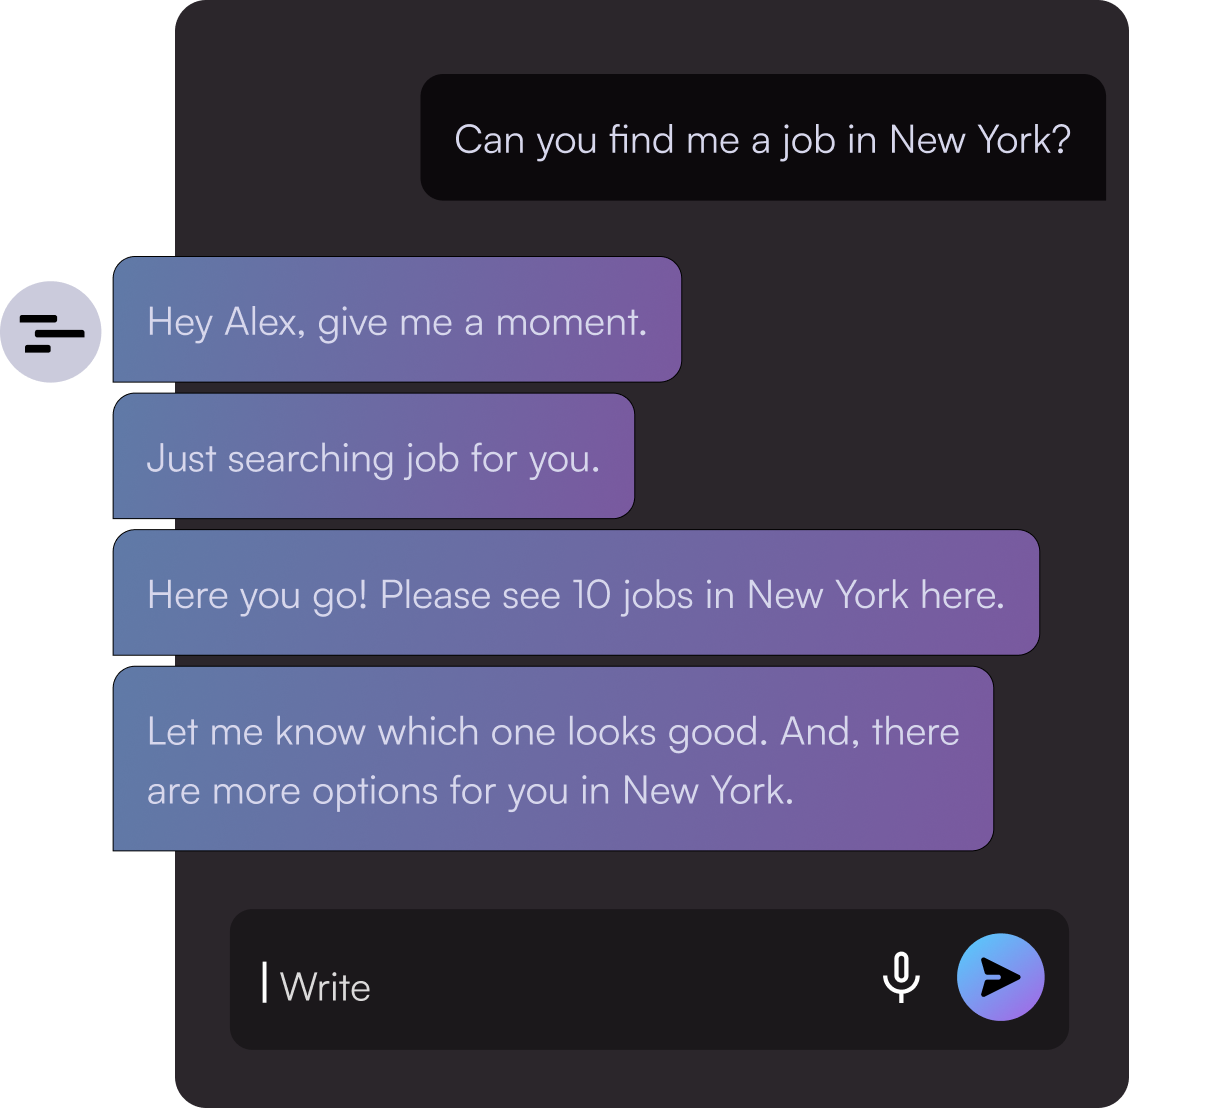 Can you find me a job in New York?
Hey Alex, give me a moment.
Just searching job for you.
Here you go! Please see 10 jobs in New York here.
Let me know which one looks good. And, there
are more options for you in New York.
Write